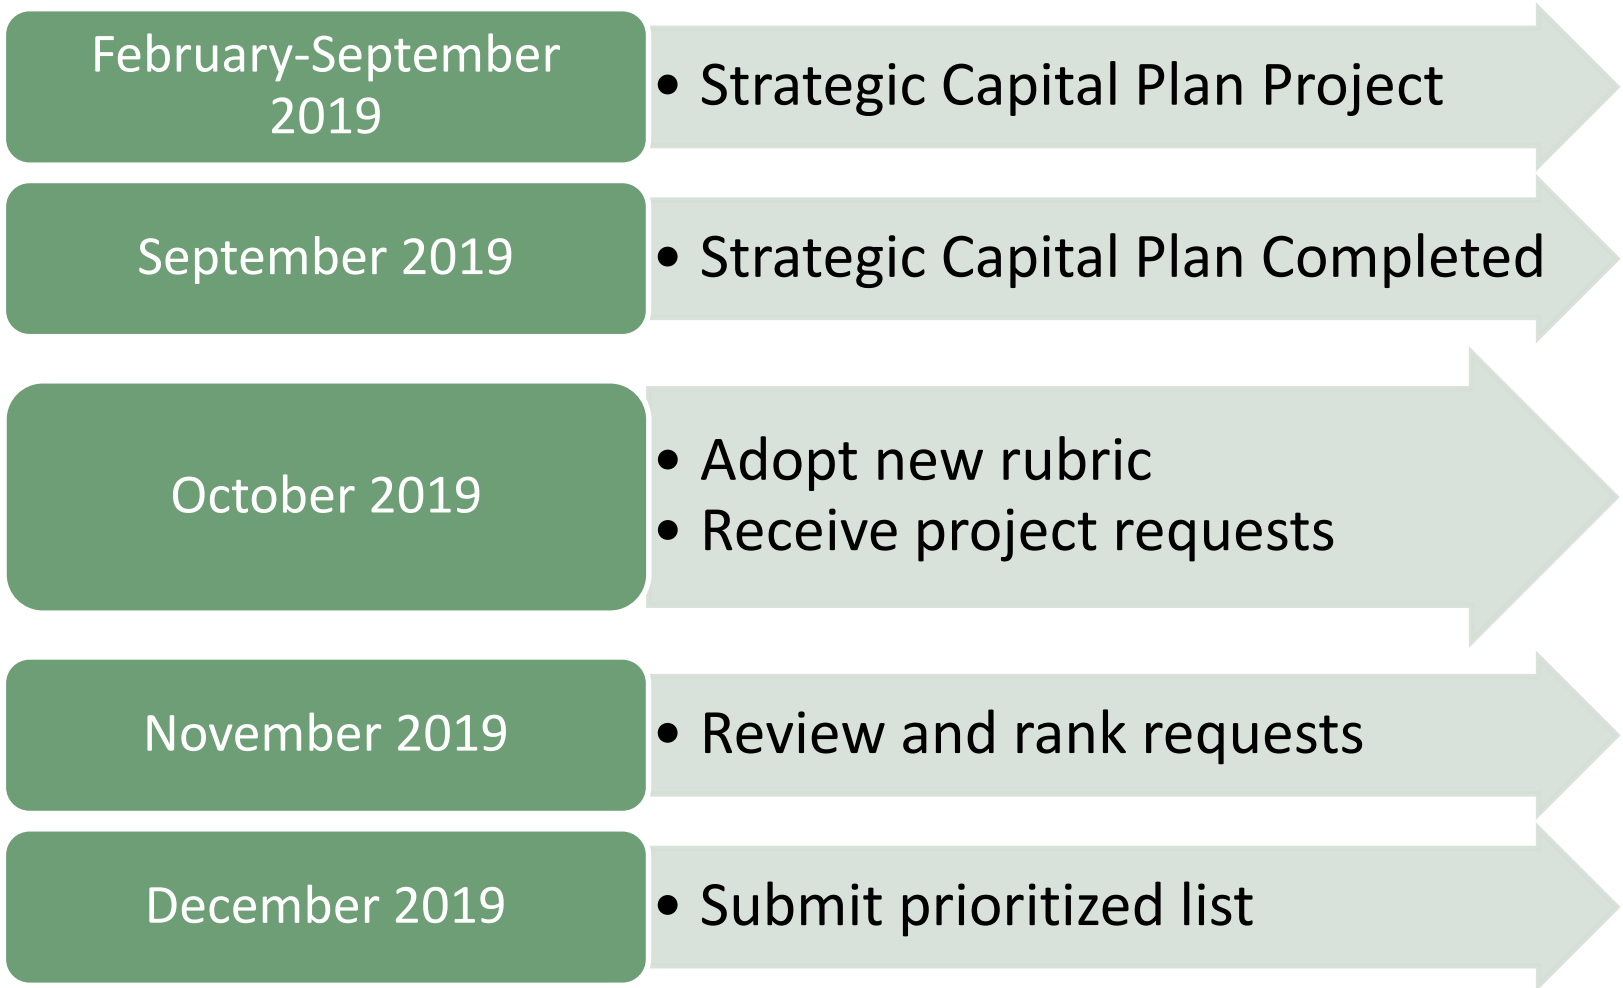 February-September
2019
• Strategic Capital Plan Project
September 2019
• Strategic Capital Plan Completed
October 2019
• Adopt new rubric
• Receive project requests
November 2019
• Review and rank requests
December 2019
• Submit prioritized list